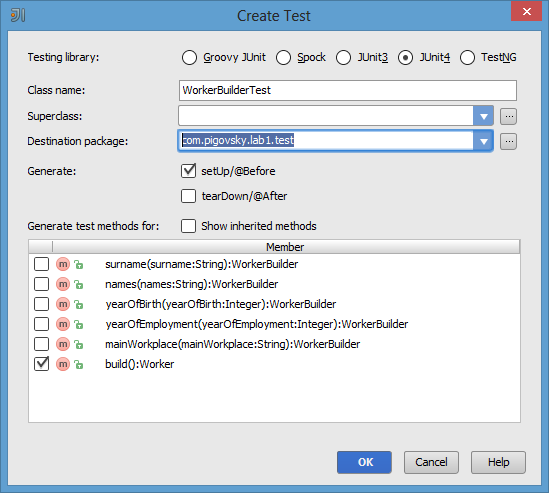 Create Test
Testing library: Groovy JUnit Spock JUnit3 JUnit4 TestNG
Class name: WorkerBuilderTest
Superclass: ...
Destination package: com.pigovsky.lab1.test ...
Generate: setUp/@Before
tearDown/@After
Generate test methods for: Show inherited methods
Member
m surname(surname:String):WorkerBuilder
m names(names:String):WorkerBuilder
m yearOfBirth(yearOfBirth:Integer):WorkerBuilder
m yearOfEmployment(yearOfEmployment:Integer):WorkerBuilder
m mainWorkplace(mainWorkplace:String):WorkerBuilder
m build():Worker
OK Cancel Help